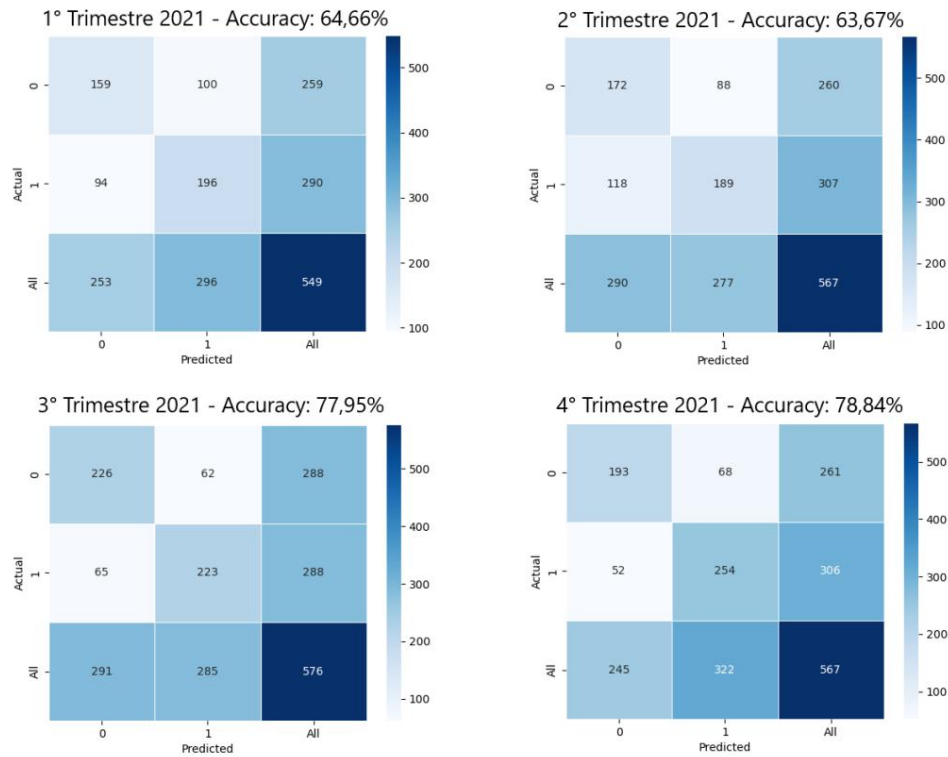 1° Trimestre 2021 - Accuracy: 64,66%
0 159 100 259
500
400
Actual
1 94 196 290
300
200
All 253 296 549
100
0 1 All
Predicted
2° Trimestre 2021 - Accuracy: 63,67%
0 172 88 260
500
400
Actual
1 118 189 307
300
200
All 290 277 567
100
0 1 All
Predicted
3° Trimestre 2021 - Accuracy: 77,95%
0 226 62 288
500
400
Actual
1 65 223 288
300
200
All 291 285 576
100
0 1 All
Predicted
4° Trimestre 2021 - Accuracy: 78,84%
0 193 68 261
500
400
Actual
1 52 254 306
300
200
All 245 322 567
100
0 1 All
Predicted